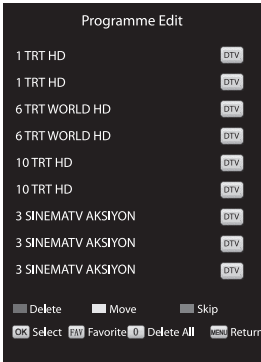 Programme Edit
1 TRT HD DTV
1 TRT HD DTV
6 TRT WORLD HD DTV
6 TRT WORLD HD DTV
10 TRT HD DTV
10 TRT HD DTV
3 SINEMATV AKSIYON DTV
3 SINEMATV AKSIYON DTV
3 SINEMATV AKSIYON DTV
Delete Move Skip
OK Select FAV Favorite 0 Delete All MENU Return